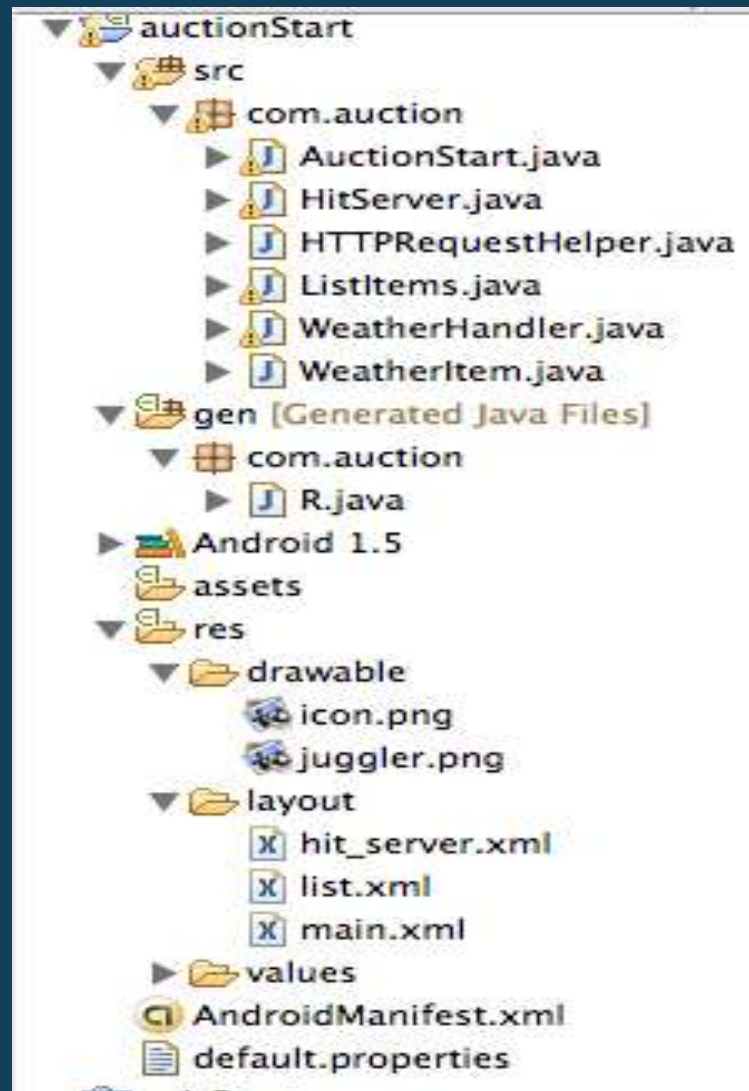 auctionStart
src
com.auction
AuctionStart.java
HitServer.java
HTTPRequestHelper.java
ListItems.java
WeatherHandler.java
WeatherItem.java
gen [Generated Java Files]
com.auction
R.java
Android 1.5
assets
res
drawable
icon.png
juggler.png
layout
hit_server.xml
list.xml
main.xml
values
AndroidManifest.xml
default.properties